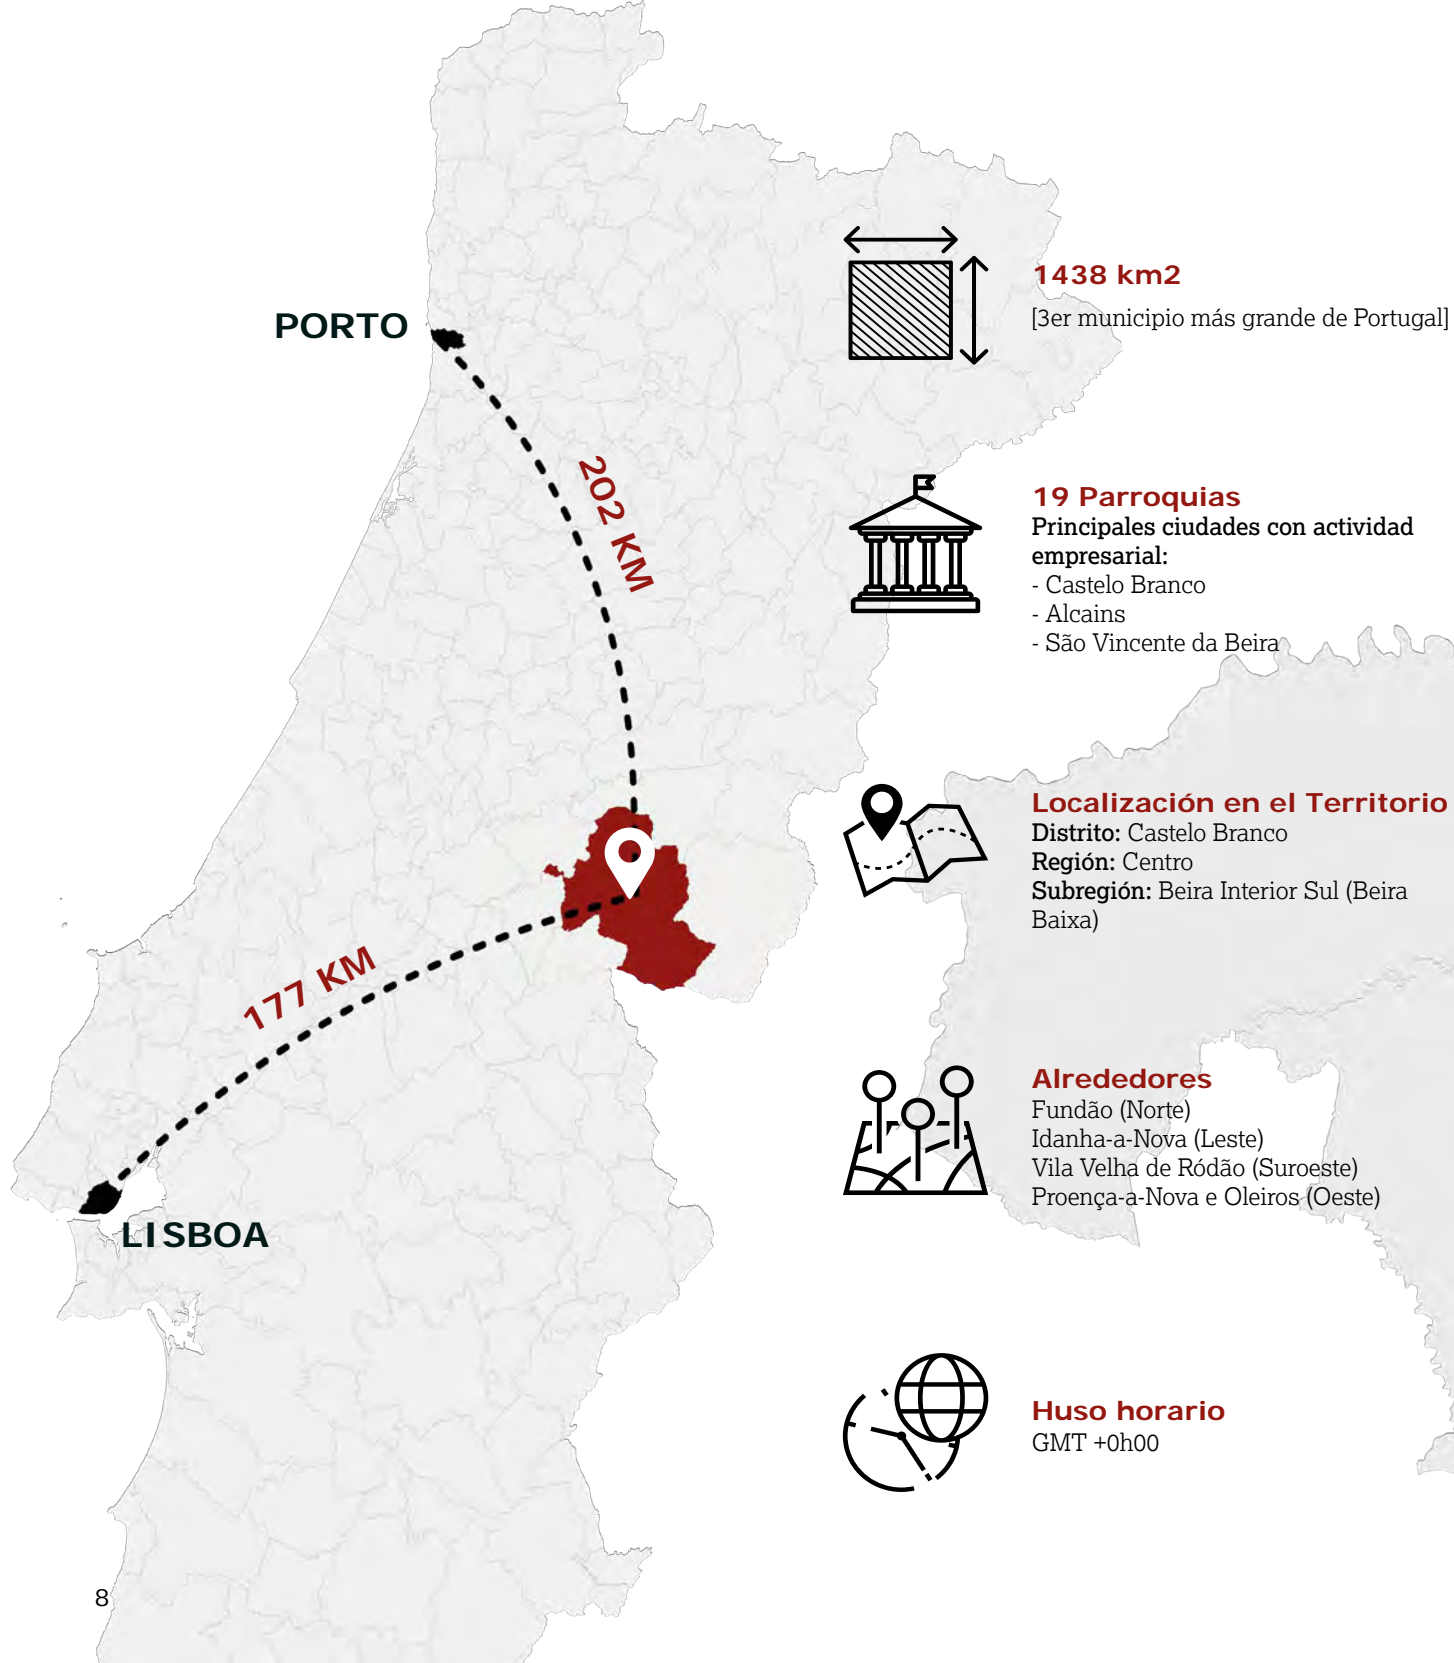 PORTO
202 KM
177 KM
LISBOA
1438 km2
[3er municipio más grande de Portugal]
19 Parroquias
Principales ciudades con actividad
empresarial:
- Castelo Branco
- Alcains
- São Vincente da Beira
Localización en el Territorio
Distrito: Castelo Branco
Región: Centro
Subregión: Beira Interior Sul (Beira
Baixa)
Alrededores
Fundão (Norte)
Idanha-a-Nova (Leste)
Vila Velha de Ródão (Suroeste)
Proença-a-Nova e Oleiros (Oeste)
Huso horario
GMT +0h00
8